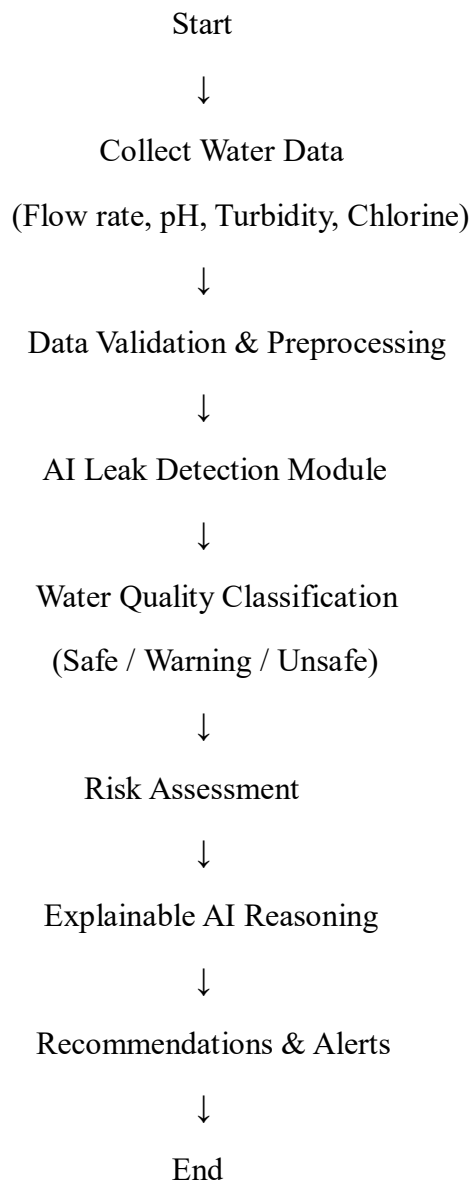 Start
↓
Collect Water Data
(Flow rate, pH, Turbidity, Chlorine)
↓
Data Validation & Preprocessing
↓
AI Leak Detection Module
↓
Water Quality Classification
(Safe / Warning / Unsafe)
↓
Risk Assessment
↓
Explainable AI Reasoning
↓
Recommendations & Alerts
↓
End